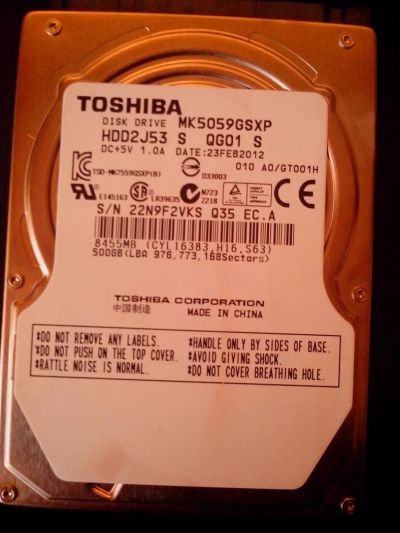 TOSHIBA
DISK DRIVE MK5059GSXP
HDD2J53 S QG01 S
DC+5V 1.0A DATE:23FEB2012
010 A0/GT001H
TSD-MK7559GSXP(B)
D33003
E145163 LR39635 N723 2218
S/N 22N9F2VKS Q35 EC.A
8455MB (CYL16383,H16,S63)
500GB(LBA 976,773,168Sectors)
TOSHIBA CORPORATION
中国制造 MADE IN CHINA
*DO NOT REMOVE ANY LABELS. *HANDLE ONLY BY SIDES OF BASE.
*DO NOT PUSH ON THE TOP COVER. *AVOID GIVING SHOCK.
*RATTLE NOISE IS NORMAL. *DO NOT COVER BREATHING HOLE.